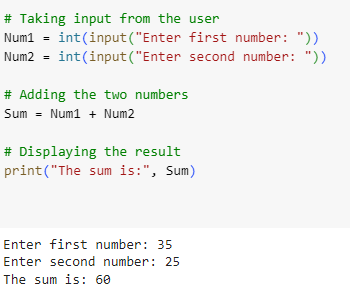 # Taking input from the user
Num1 = int(input("Enter first number: "))
Num2 = int(input("Enter second number: "))
# Adding the two numbers
Sum = Num1 + Num2
# Displaying the result
print("The sum is:", Sum)
Enter first number: 35
Enter second number: 25
The sum is: 60